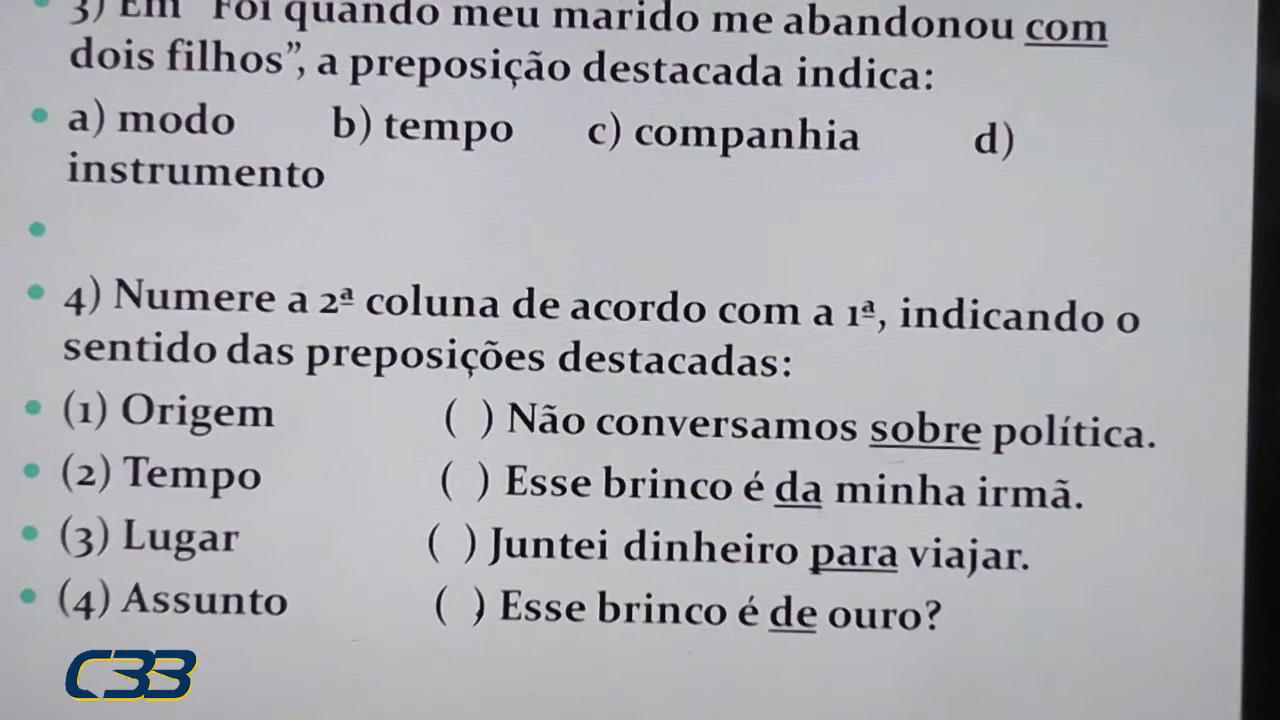 3) Em "Foi quando meu marido me abandonou com
dois filhos”, a preposição destacada indica:
a) modo b) tempo c) companhia d)
instrumento
4) Numere a 2ª coluna de acordo com a 1ª, indicando o
sentido das preposições destacadas:
(1) Origem ( ) Não conversamos sobre política.
(2) Tempo ( ) Esse brinco é da minha irmã.
(3) Lugar ( ) Juntei dinheiro para viajar.
(4) Assunto ( ) Esse brinco é de ouro?
C33